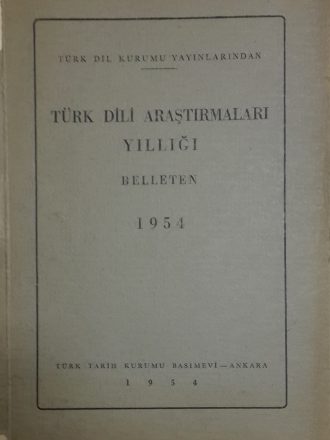 TÜRK DİL KURUMU YAYINLARINDAN
TÜRK DİLİ ARAŞTIRMALARI
YILLIĞI
BELLETEN
1954
TÜRK TARİH KURUMU BASIMEVİ—ANKARA
1954